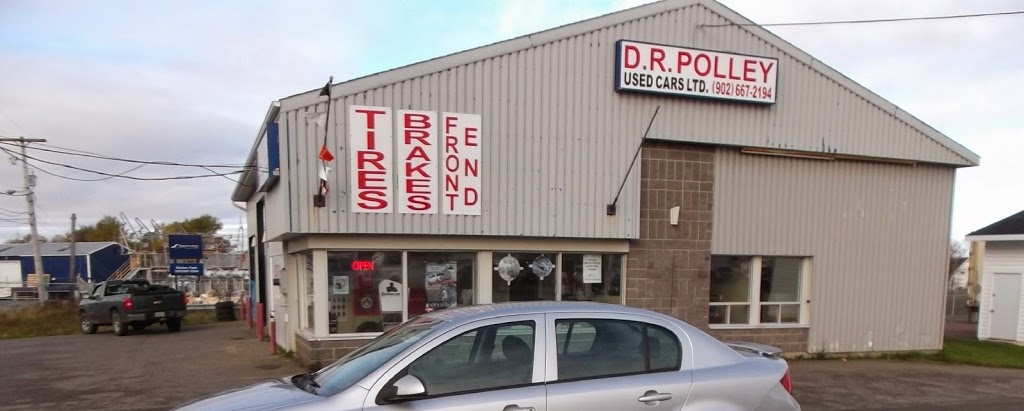 D.R.POLLEY
USED CARS LTD. (902) 667-2194
TIRES
BRAKES
FRONT
END
OPEN